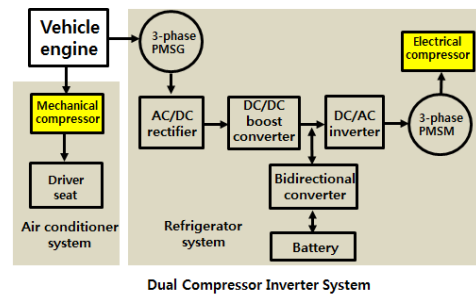 Vehicle
engine
3-phase
PMSG
Electrical
compressor
Mechanical
compressor
AC/DC
rectifier
DC/DC
boost
converter
DC/AC
inverter
3-phase
PMSM
Driver
seat
Bidirectional
converter
Air conditioner
system
Refrigerator
system
Battery
Dual Compressor Inverter System